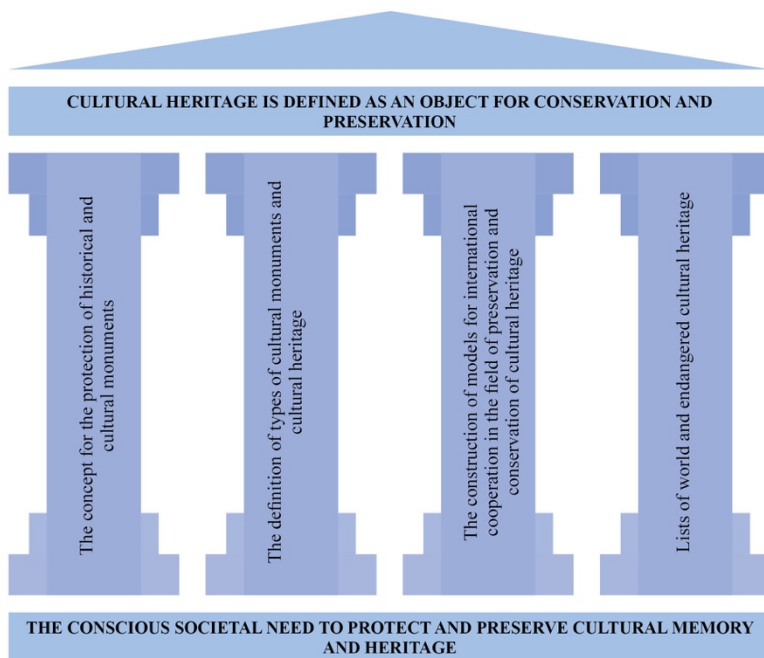 CULTURAL HERITAGE IS DEFINED AS AN OBJECT FOR CONSERVATION AND
PRESERVATION
The concept for the protection of historical and
cultural monuments
The definition of types of cultural monuments and
cultural heritage
The construction of models for international
cooperation in the field of preservation and
conservation of cultural heritage
Lists of world and endangered cultural heritage
THE CONSCIOUS SOCIETAL NEED TO PROTECT AND PRESERVE CULTURAL MEMORY
AND HERITAGE